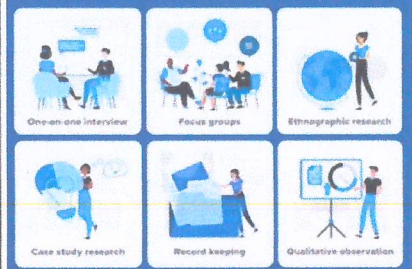 One-on-one interview
Focus groups
Ethnographic research
Case study research
Record keeping
Qualitative observation